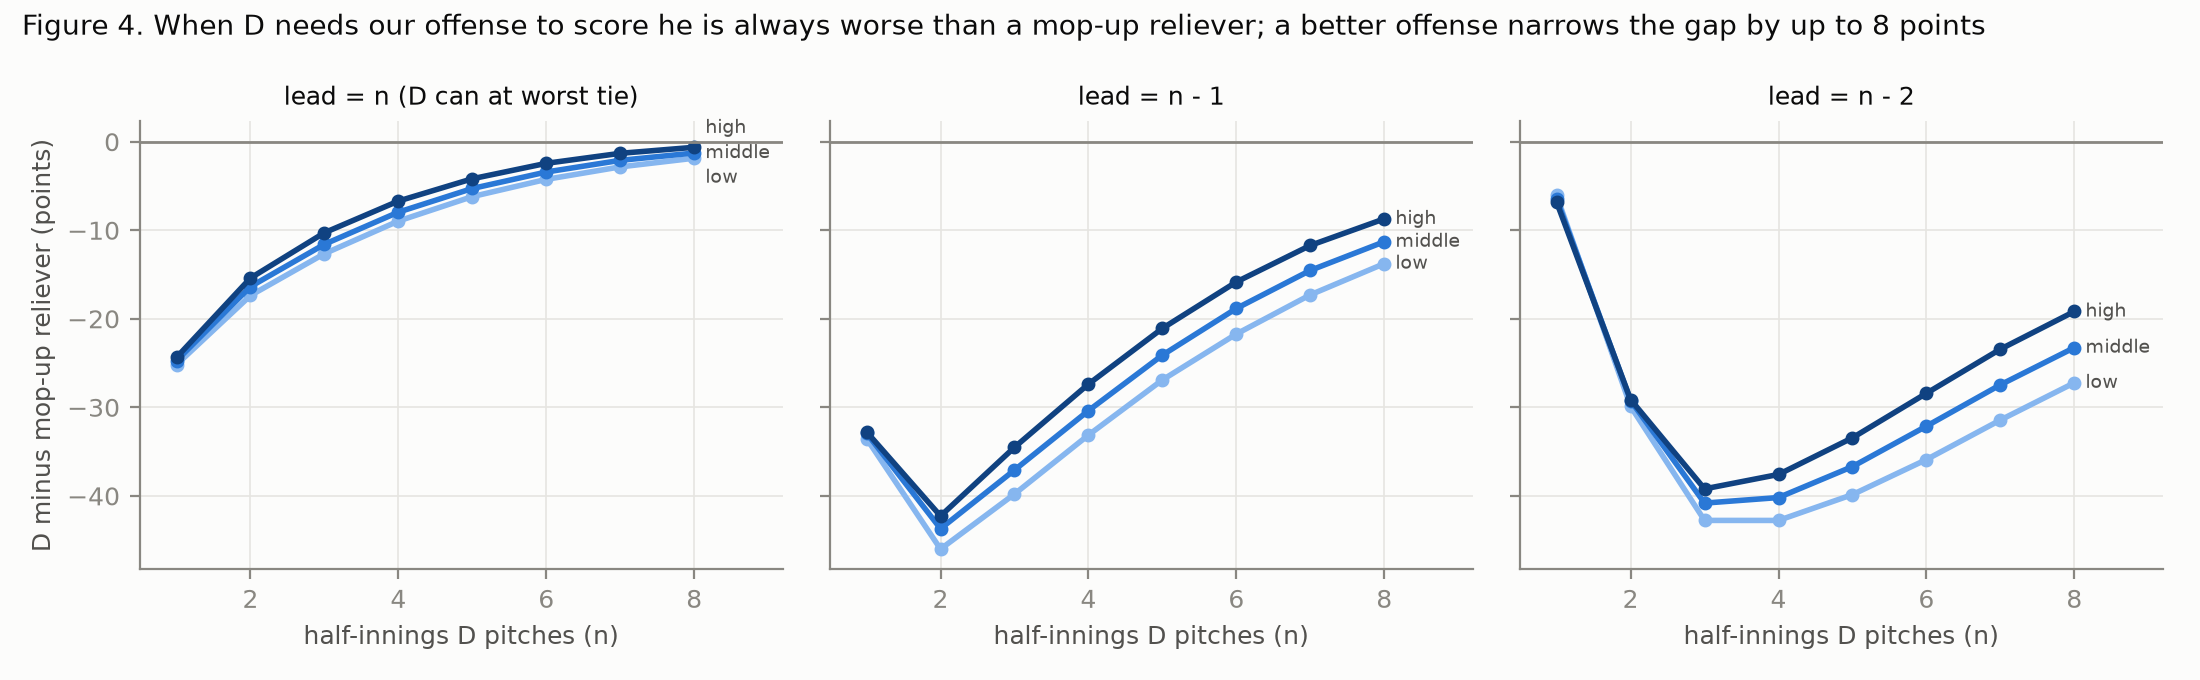 Figure 4. When D needs our offense to score he is always worse than a mop-up reliever; a better offense narrows the gap by up to 8 points
lead = n (D can at worst tie)
D minus mop-up reliever (points)
0
−10
−20
−30
−40
high
middle
low
2 4 6 8
half-innings D pitches (n)
lead = n - 1
high
middle
low
2 4 6 8
half-innings D pitches (n)
lead = n - 2
high
middle
low
2 4 6 8
half-innings D pitches (n)